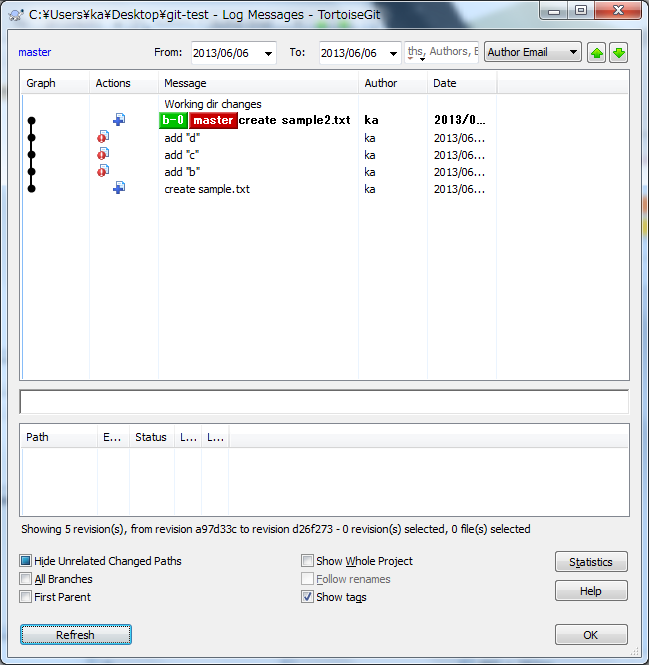 C:¥Users¥ka¥Desktop¥git-test - Log Messages - TortoiseGit
master From: 2013/06/06 To: 2013/06/06 ths, Authors, E Author Email
Graph Actions Message Author Date
Working dir changes
b-0 master create sample2.txt ka 2013/0...
add "d" ka 2013/06...
add "c" ka 2013/06...
add "b" ka 2013/06...
create sample.txt ka 2013/06...
Path E... Status L... L...
Showing 5 revision(s), from revision a97d33c to revision d26f273 - 0 revision(s) selected, 0 file(s) selected
Hide Unrelated Changed Paths Show Whole Project Statistics
All Branches Follow renames
First Parent Show tags Help
Refresh OK